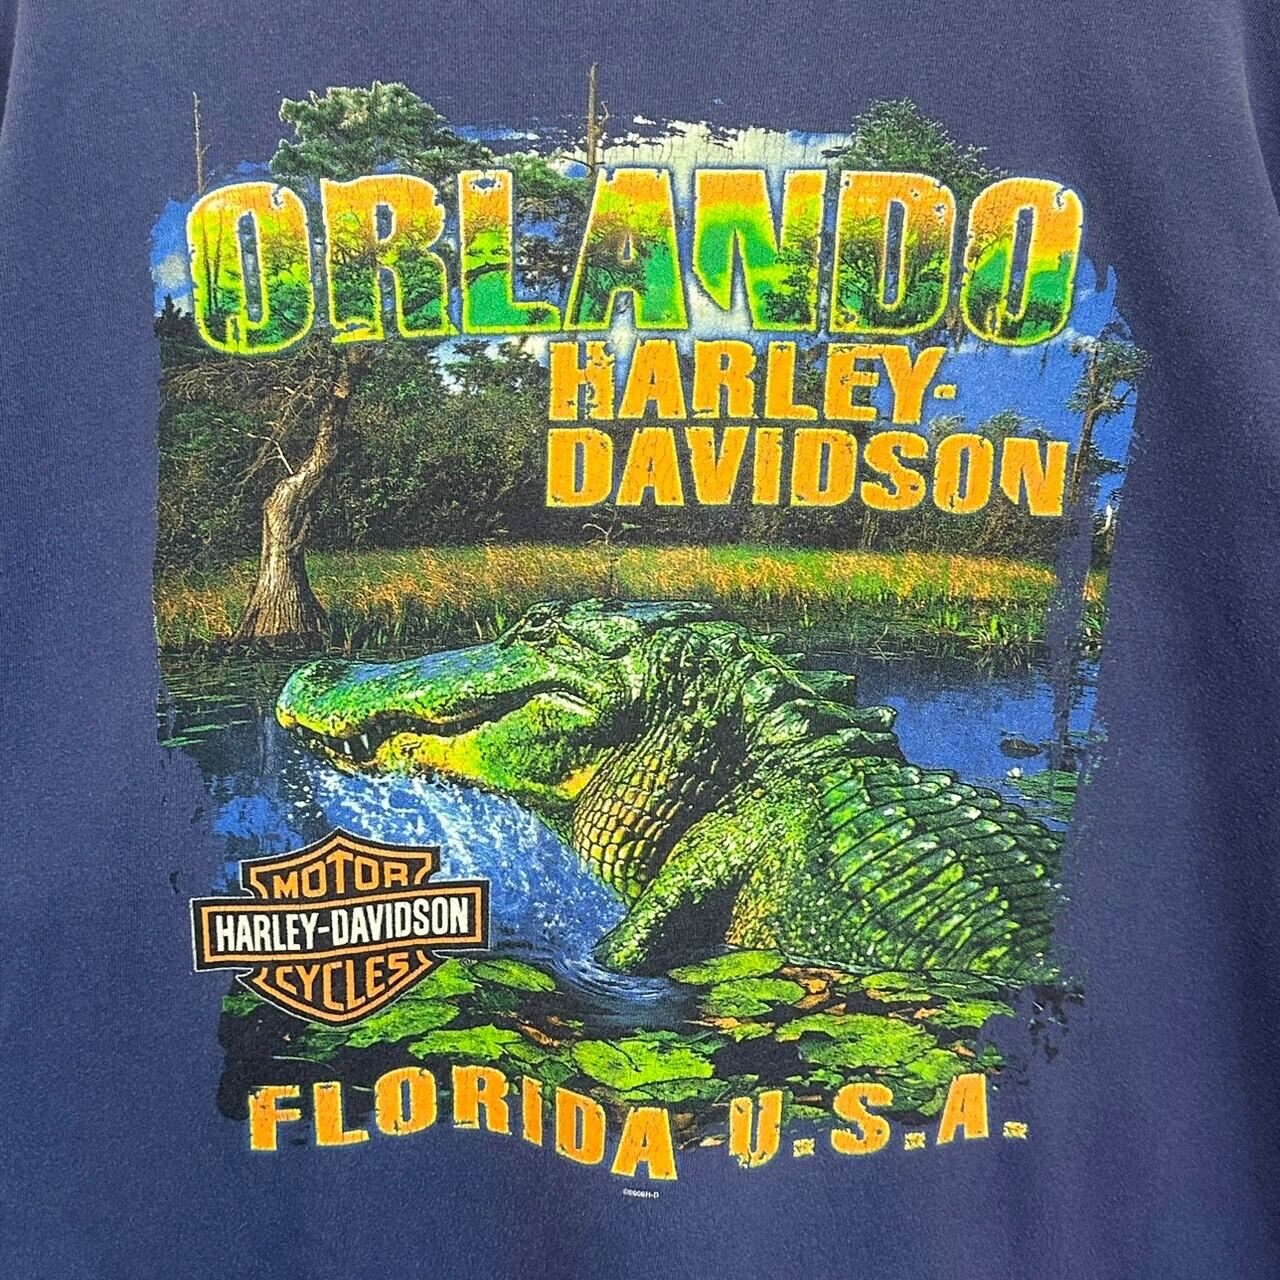 ORLANDO
HARLEY-
DAVIDSON
MOTOR
HARLEY-DAVIDSON
CYCLES
FLORIDA U.S.A.